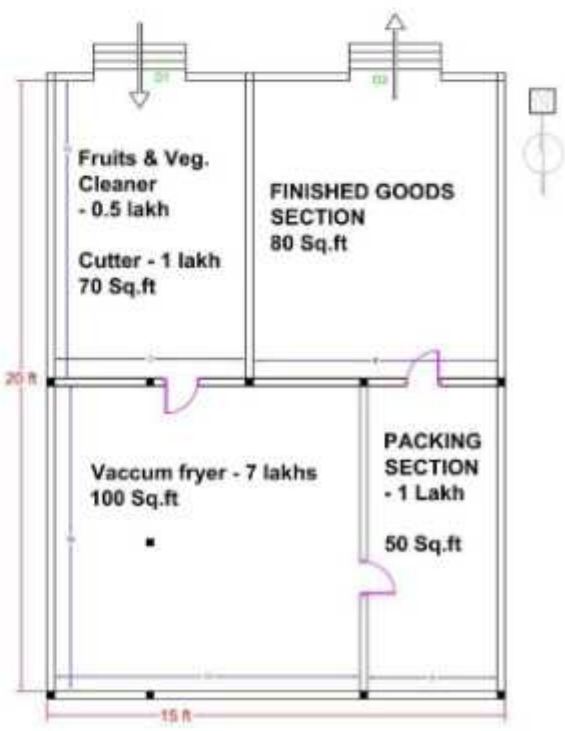 D1
D2
Fruits & Veg.
Cleaner
- 0.5 lakh
Cutter - 1 lakh
70 Sq.ft
FINISHED GOODS
SECTION
80 Sq.ft
20 ft
Vaccum fryer - 7 lakhs
100 Sq.ft
PACKING
SECTION
- 1 Lakh
50 Sq.ft
15 ft